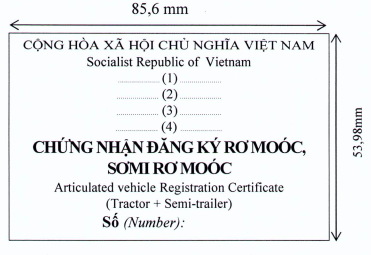 85,6 mm
CỘNG HÒA XÃ HỘI CHỦ NGHĨA VIỆT NAM
Socialist Republic of Vietnam
.................. (1) ..................
.................. (2) ..................
.................. (3) ..................
.................. (4) ..................
CHỨNG NHẬN ĐĂNG KÝ RƠ MOÓC,
SƠMI RƠ MOÓC
Articulated vehicle Registration Certificate
(Tractor + Semi-trailer)
Số (Number):
53,98mm